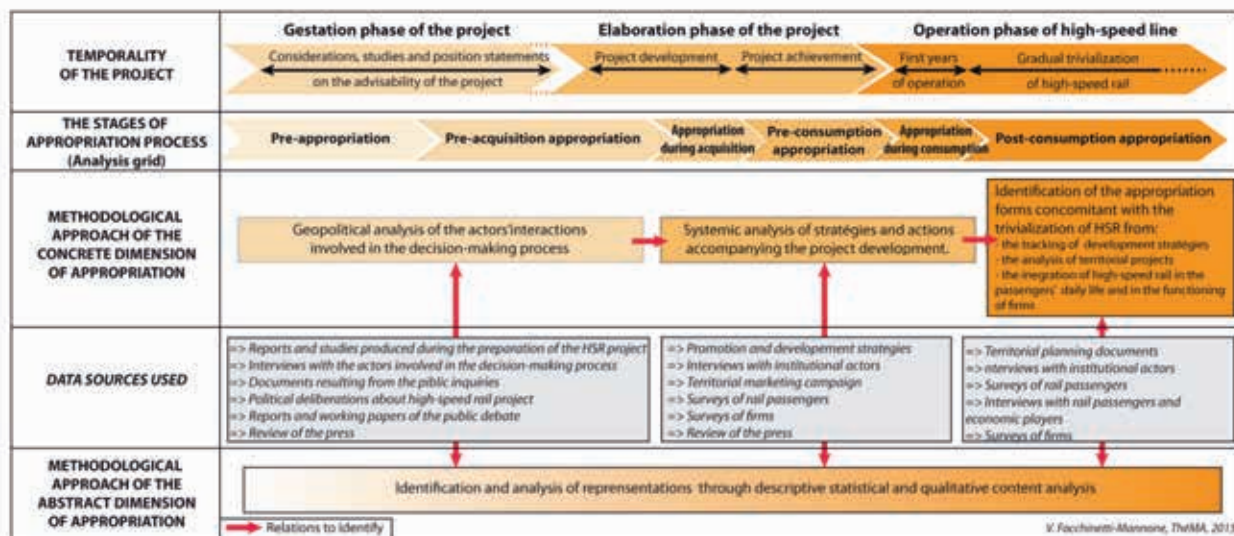 TEMPORALITY
OF THE PROJECT
Gestation phase of the project
Elaboration phase of the project
Operation phase of high-speed line
Considerations, studies and position statements
on the advisability of the project
Project development
Project achievement
First years
of operation
Gradual trivialization
of high-speed rail
THE STAGES OF
APPROPRIATION PROCESS
(Analysis grid)
Pre-appropriation
Pre-acquisition appropriation
Appropriation
during acquisition
Pre-consumption
appropriation
Appropriation
during consumption
Post-consumption appropriation
METHODOLOGICAL
APPROACH OF THE
CONCRETE DIMENSION
OF APPROPRIATION
Geopolitical analysis of the actors'interactions
involved in the decision-making process
Systemic analysis of stratégies and actions
accompanying the project development.
Identification of the appropriation
forms concomitant with the
trivialization of HSR from:
- the tracking of development stratégies
- the analysis of territorial projects
- the inegration of high-speed rail in the
passengers' daily life and in the functioning
of firms
DATA SOURCES USED
=> Reports and studies produced during the preparation of the HSR project
=> Interviews with the actors involved in the decision-making process
=> Documents resulting from the piblic inquiries
=> Political deliberations about high-speed rail project
=> Reports and working papers of the public debate
=> Review of the press
=> Promotion and developement strategies
=> Interviews with institutional actors
=> Territorial marketing campaign
=> Surveys of rail passengers
=> Surveys of firms
=> Review of the press
=> Territorial planning documents
=> nterviews with institutional actors
=> Surveys of rail passengers
=> Interviews with rail passengers and
economic players
=> Surveys of firms
METHODOLOGICAL
APPROACH OF THE
ABSTRACT DIMENSION
OF APPROPRIATION
Identification and analysis of reprensentations through descriptive statistical and qualitative content analysis
Relations to identify
V. Facchinetti-Mannone, ThéMA, 2015